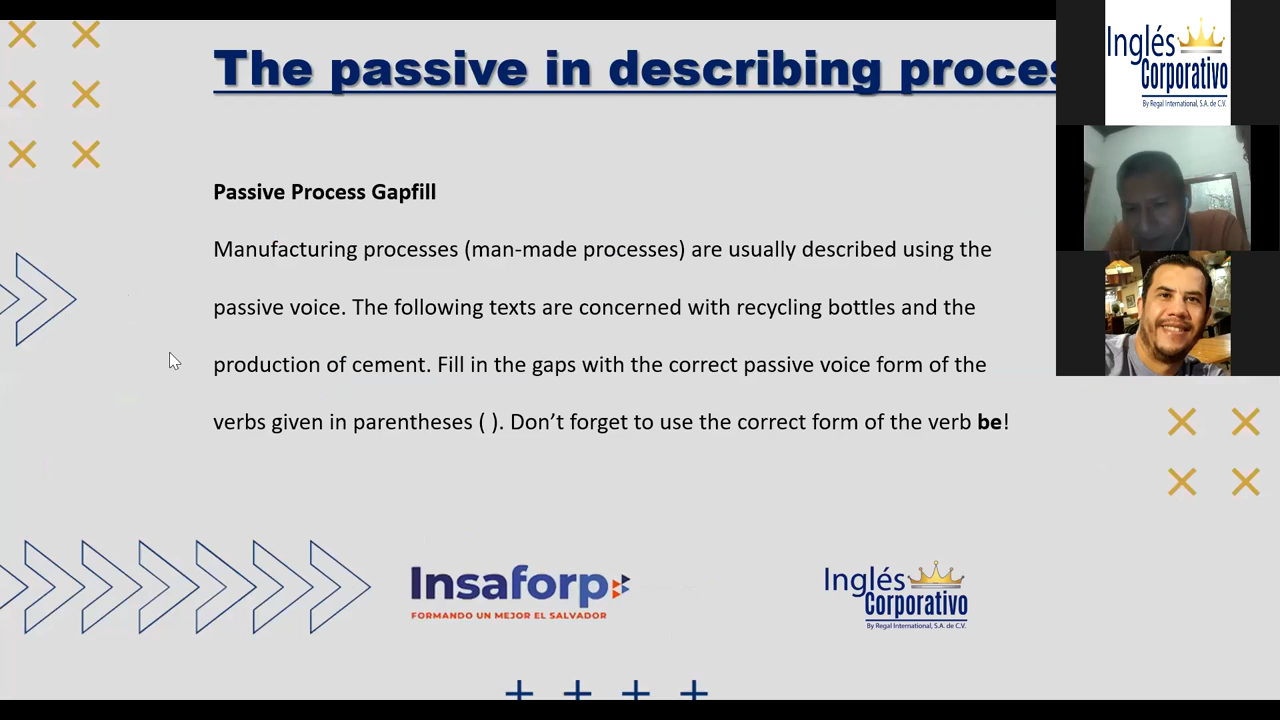 The passive in describing proces
Inglés
Corporativo
By Regal International, S.A. de C.V.
Passive Process Gapfill
Manufacturing processes (man-made processes) are usually described using the
passive voice. The following texts are concerned with recycling bottles and the
production of cement. Fill in the gaps with the correct passive voice form of the
verbs given in parentheses ( ). Don’t forget to use the correct form of the verb be!
Insaforp
FORMANDO UN MEJOR EL SALVADOR
Inglés
Corporativo
By Regal International, S.A. de C.V.